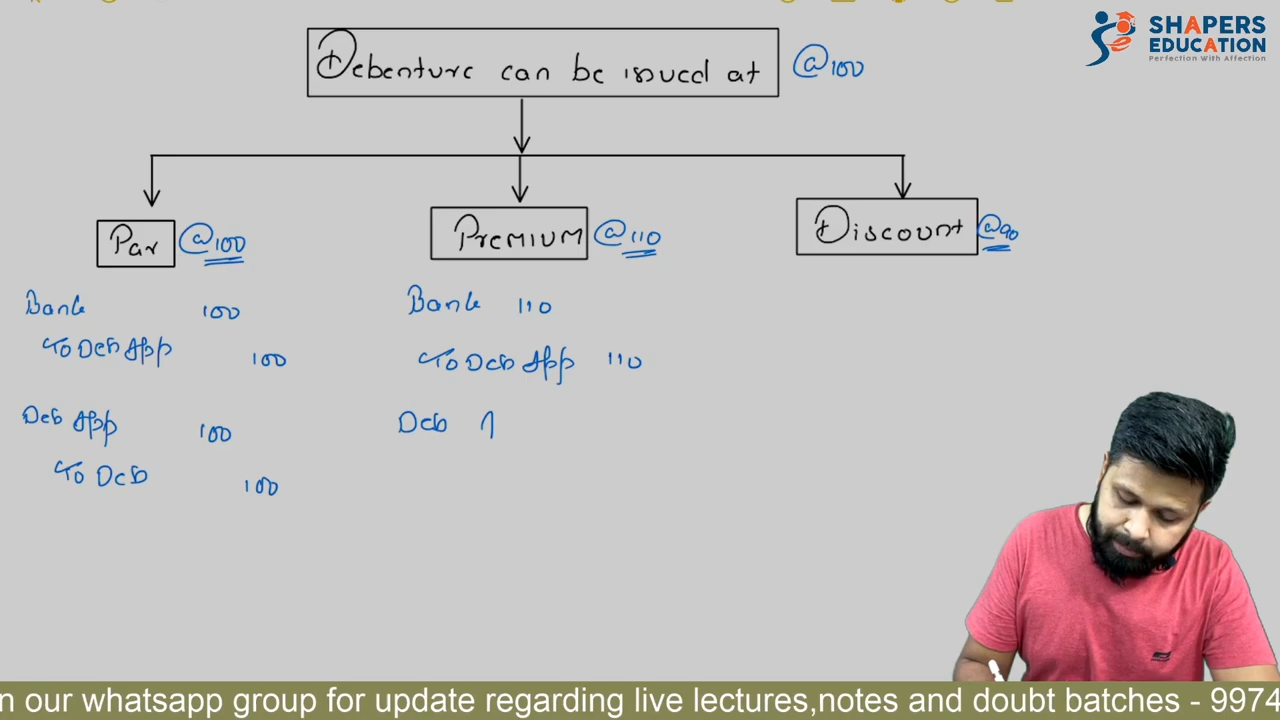 SHAPERS
EDUCATION
Perfection With Affection
Debenture can be issued at @100
Par @100
Premium @110
Discount @90
Bank 100
To Deb App 100
Deb App 100
To Deb 100
Bank 110
To Deb App 110
Deb A
n our whatsapp group for update regarding live lectures,notes and doubt batches - 9974